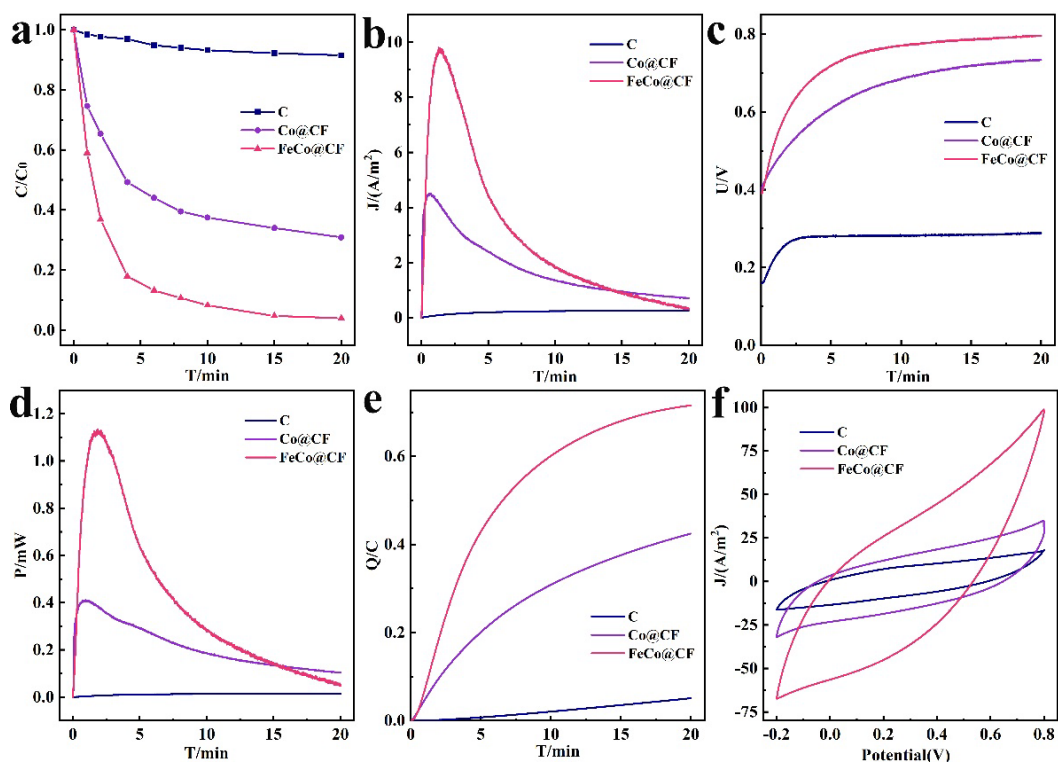 a
1.0
0.8
0.6
0.4
0.2
0.0
C/C₀
C
Co@CF
FeCo@CF
0 5 10 15 20
T/min
b
10
8
6
4
2
0
J/(A/m²)
C
Co@CF
FeCo@CF
0 5 10 15 20
T/min
c
0.8
0.6
0.4
0.2
0.0
U/V
C
Co@CF
FeCo@CF
0 5 10 15 20
T/min
d
1.2
1.0
0.8
0.6
0.4
0.2
0.0
P/mW
C
Co@CF
FeCo@CF
0 5 10 15 20
T/min
e
0.6
0.4
0.2
0.0
Q/C
C
Co@CF
FeCo@CF
0 5 10 15 20
T/min
f
100
75
50
25
0
-25
-50
-75
J/(A/m²)
C
Co@CF
FeCo@CF
-0.2 0.0 0.2 0.4 0.6 0.8
Potential(V)